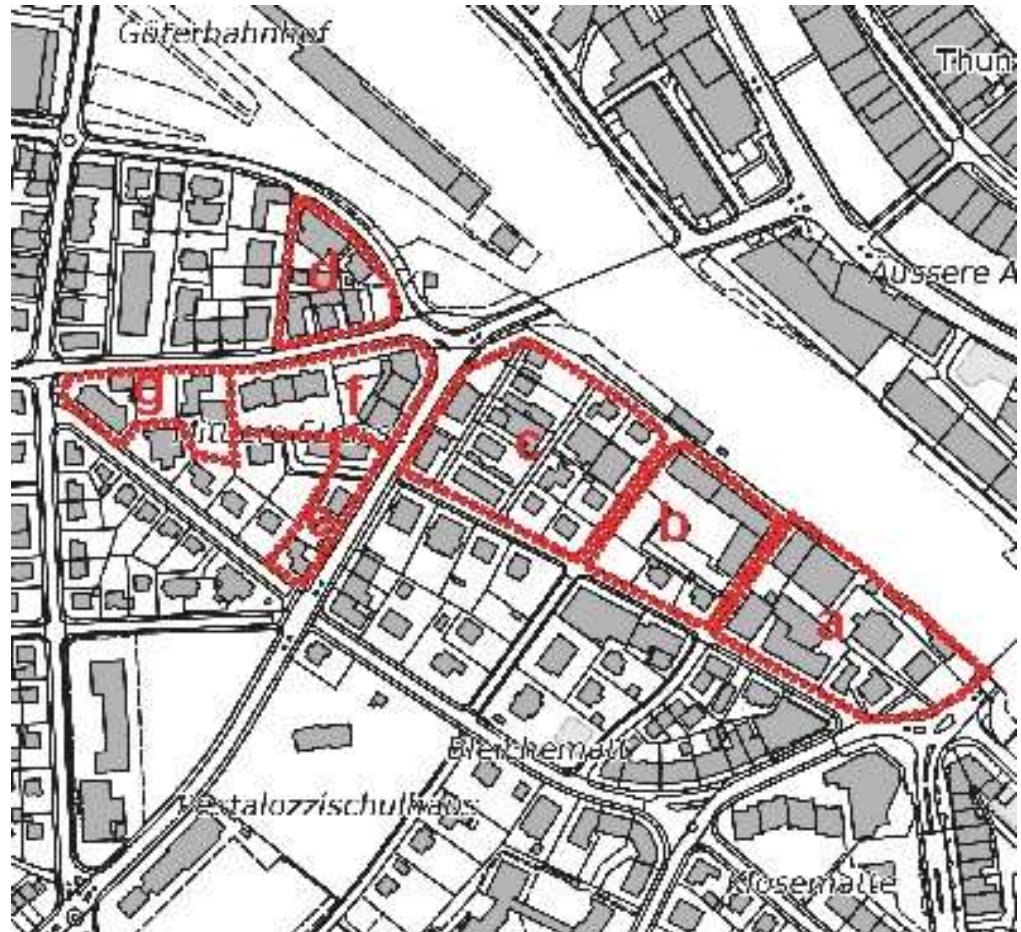 Güterbahnhof
Thun
Äussere A
d
g
f
c
e
b
a
Bleichematt
Pestalozzischulhaus
Klosematte